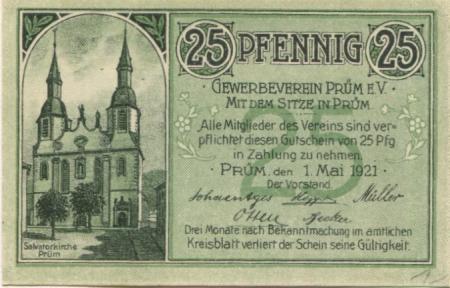 25 PFENNIG 25
GEWERBEVEREIN PRÜM E.V.
MIT DEM SITZE IN PRÜM
Alle Mitglieder des Vereins sind ver-
pflichtet diesen Gutschein von 25 Pfg
in Zahlung zu nehmen.
PRÜM, DEN 1. MAI 1921
Der Vorstand.
Müller
Drei Monate nach Bekanntmachung im amtlichen
Kreisblatt verliert der Schein seine Gültigkeit.
25
Salvatorkirche
Prüm